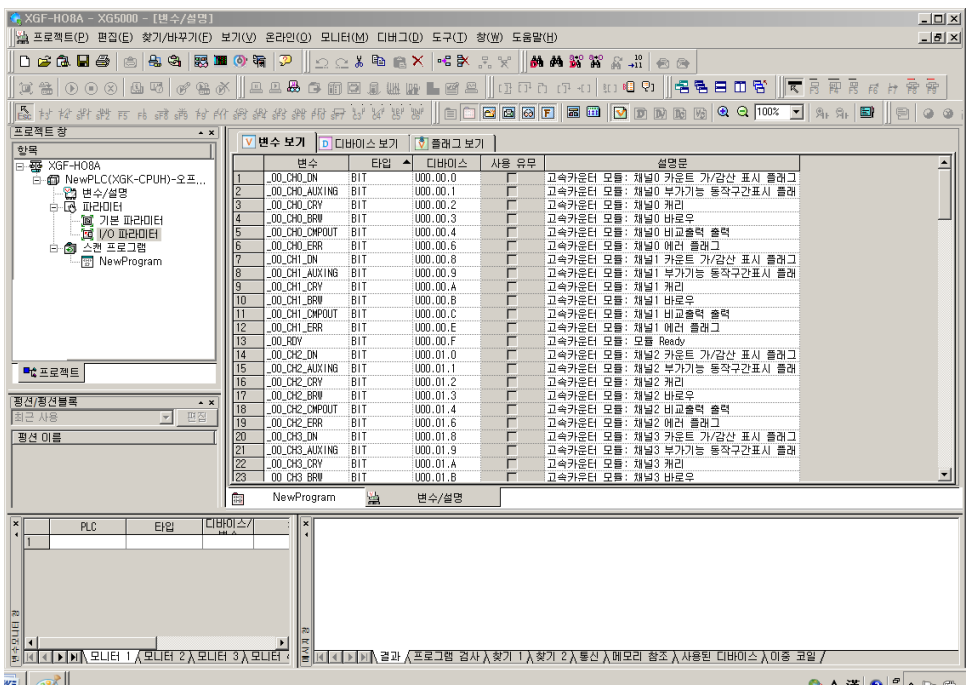 XGF-HO8A - XG5000 - [변수/설명]
프로젝트(P) 편집(E) 찾기/바꾸기(F) 보기(V) 온라인(O) 모니터(M) 디버그(D) 도구(T) 창(W) 도움말(H)
100%
프로젝트 창
항목
XGF-HO8A
NewPLC(XGK-CPUH)-오프...
변수/설명
파라미터
기본 파라미터
I/O 파라미터
스캔 프로그램
NewProgram
프로젝트
펑션/펑션블록
최근 사용 편집
펑션 이름
변수 보기 디바이스 보기 플래그 보기
변수 타입 디바이스 사용 유무 설명문
1 _00_CH0_DN BIT U00.00.0 고속카운터 모듈: 채널0 카운트 가/감산 표시 플래그
2 _00_CH0_AUXING BIT U00.00.1 고속카운터 모듈: 채널0 부가기능 동작구간표시 플래
3 _00_CH0_CRY BIT U00.00.2 고속카운터 모듈: 채널0 캐리
4 _00_CH0_BRW BIT U00.00.3 고속카운터 모듈: 채널0 바로우
5 _00_CH0_CMPOUT BIT U00.00.4 고속카운터 모듈: 채널0 비교출력 출력
6 _00_CH0_ERR BIT U00.00.6 고속카운터 모듈: 채널0 에러 플래그
7 _00_CH1_DN BIT U00.00.8 고속카운터 모듈: 채널1 카운트 가/감산 표시 플래그
8 _00_CH1_AUXING BIT U00.00.9 고속카운터 모듈: 채널1 부가기능 동작구간표시 플래
9 _00_CH1_CRY BIT U00.00.A 고속카운터 모듈: 채널1 캐리
10 _00_CH1_BRW BIT U00.00.B 고속카운터 모듈: 채널1 바로우
11 _00_CH1_CMPOUT BIT U00.00.C 고속카운터 모듈: 채널1 비교출력 출력
12 _00_CH1_ERR BIT U00.00.E 고속카운터 모듈: 채널1 에러 플래그
13 _00_RDY BIT U00.00.F 고속카운터 모듈: 모듈 Ready
14 _00_CH2_DN BIT U00.01.0 고속카운터 모듈: 채널2 카운트 가/감산 표시 플래그
15 _00_CH2_AUXING BIT U00.01.1 고속카운터 모듈: 채널2 부가기능 동작구간표시 플래
16 _00_CH2_CRY BIT U00.01.2 고속카운터 모듈: 채널2 캐리
17 _00_CH2_BRW BIT U00.01.3 고속카운터 모듈: 채널2 바로우
18 _00_CH2_CMPOUT BIT U00.01.4 고속카운터 모듈: 채널2 비교출력 출력
19 _00_CH2_ERR BIT U00.01.6 고속카운터 모듈: 채널2 에러 플래그
20 _00_CH3_DN BIT U00.01.8 고속카운터 모듈: 채널3 카운트 가/감산 표시 플래그
21 _00_CH3_AUXING BIT U00.01.9 고속카운터 모듈: 채널3 부가기능 동작구간표시 플래
22 _00_CH3_CRY BIT U00.01.A 고속카운터 모듈: 채널3 캐리
23 _00_CH3_BRW BIT U00.01.B 고속카운터 모듈: 채널3 바로우
NewProgram 변수/설명
PLC 타입 디바이스/
1
모니터 1 모니터 2 모니터 3 모니터
결과 프로그램 검사 찾기 1 찾기 2 통신 메모리 참조 사용된 디바이스 이중 코일
A 漢